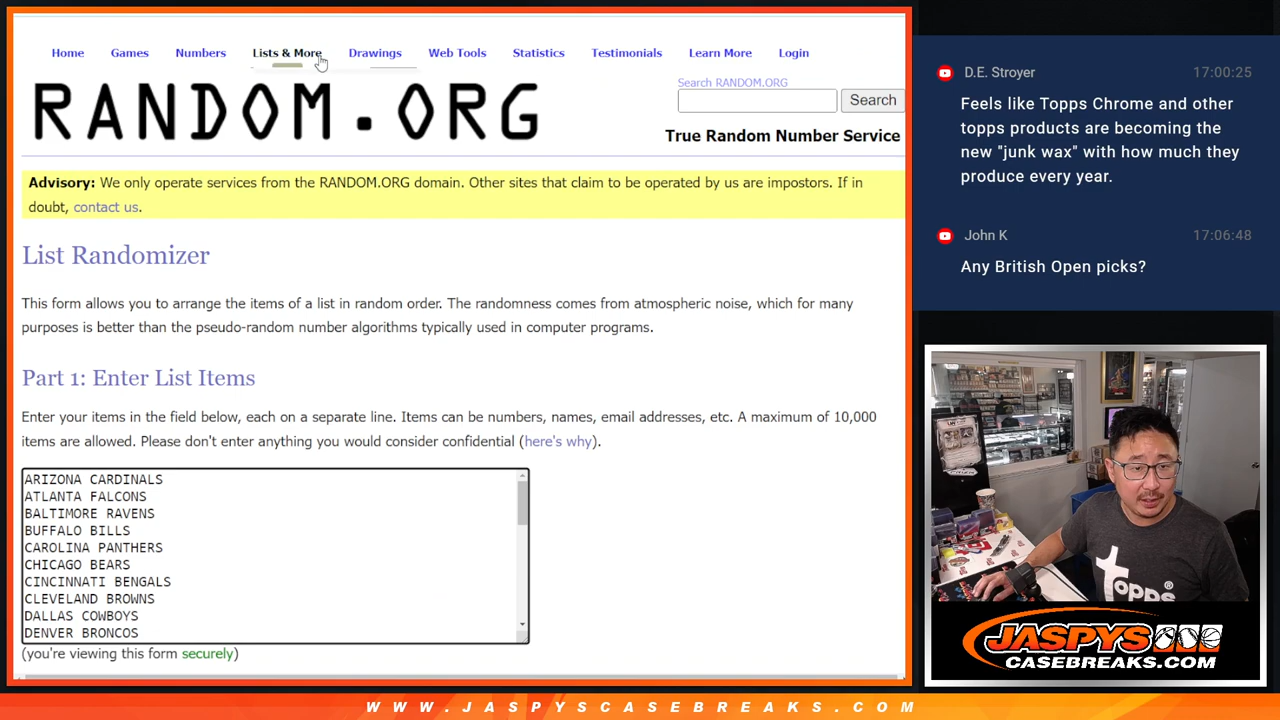 Home Games Numbers Lists & More Drawings Web Tools Statistics Testimonials Learn More Login
RANDOM.ORG
Search RANDOM.ORG
Search
True Random Number Service
Advisory: We only operate services from the RANDOM.ORG domain. Other sites that claim to be operated by us are impostors. If in
doubt, contact us.
List Randomizer
This form allows you to arrange the items of a list in random order. The randomness comes from atmospheric noise, which for many
purposes is better than the pseudo-random number algorithms typically used in computer programs.
Part 1: Enter List Items
Enter your items in the field below, each on a separate line. Items can be numbers, names, email addresses, etc. A maximum of 10,000
items are allowed. Please don't enter anything you would consider confidential (here's why).
ARIZONA CARDINALS
ATLANTA FALCONS
BALTIMORE RAVENS
BUFFALO BILLS
CAROLINA PANTHERS
CHICAGO BEARS
CINCINNATI BENGALS
CLEVELAND BROWNS
DALLAS COWBOYS
DENVER BRONCOS
(you're viewing this form securely)
D.E. Stroyer 17:00:25
Feels like Topps Chrome and other
topps products are becoming the
new "junk wax" with how much they
produce every year.
John K 17:06:48
Any British Open picks?
topps®
JASPYS
CASEBREAKS.COM
WWW.JASPYSCASEBREAKS.COM